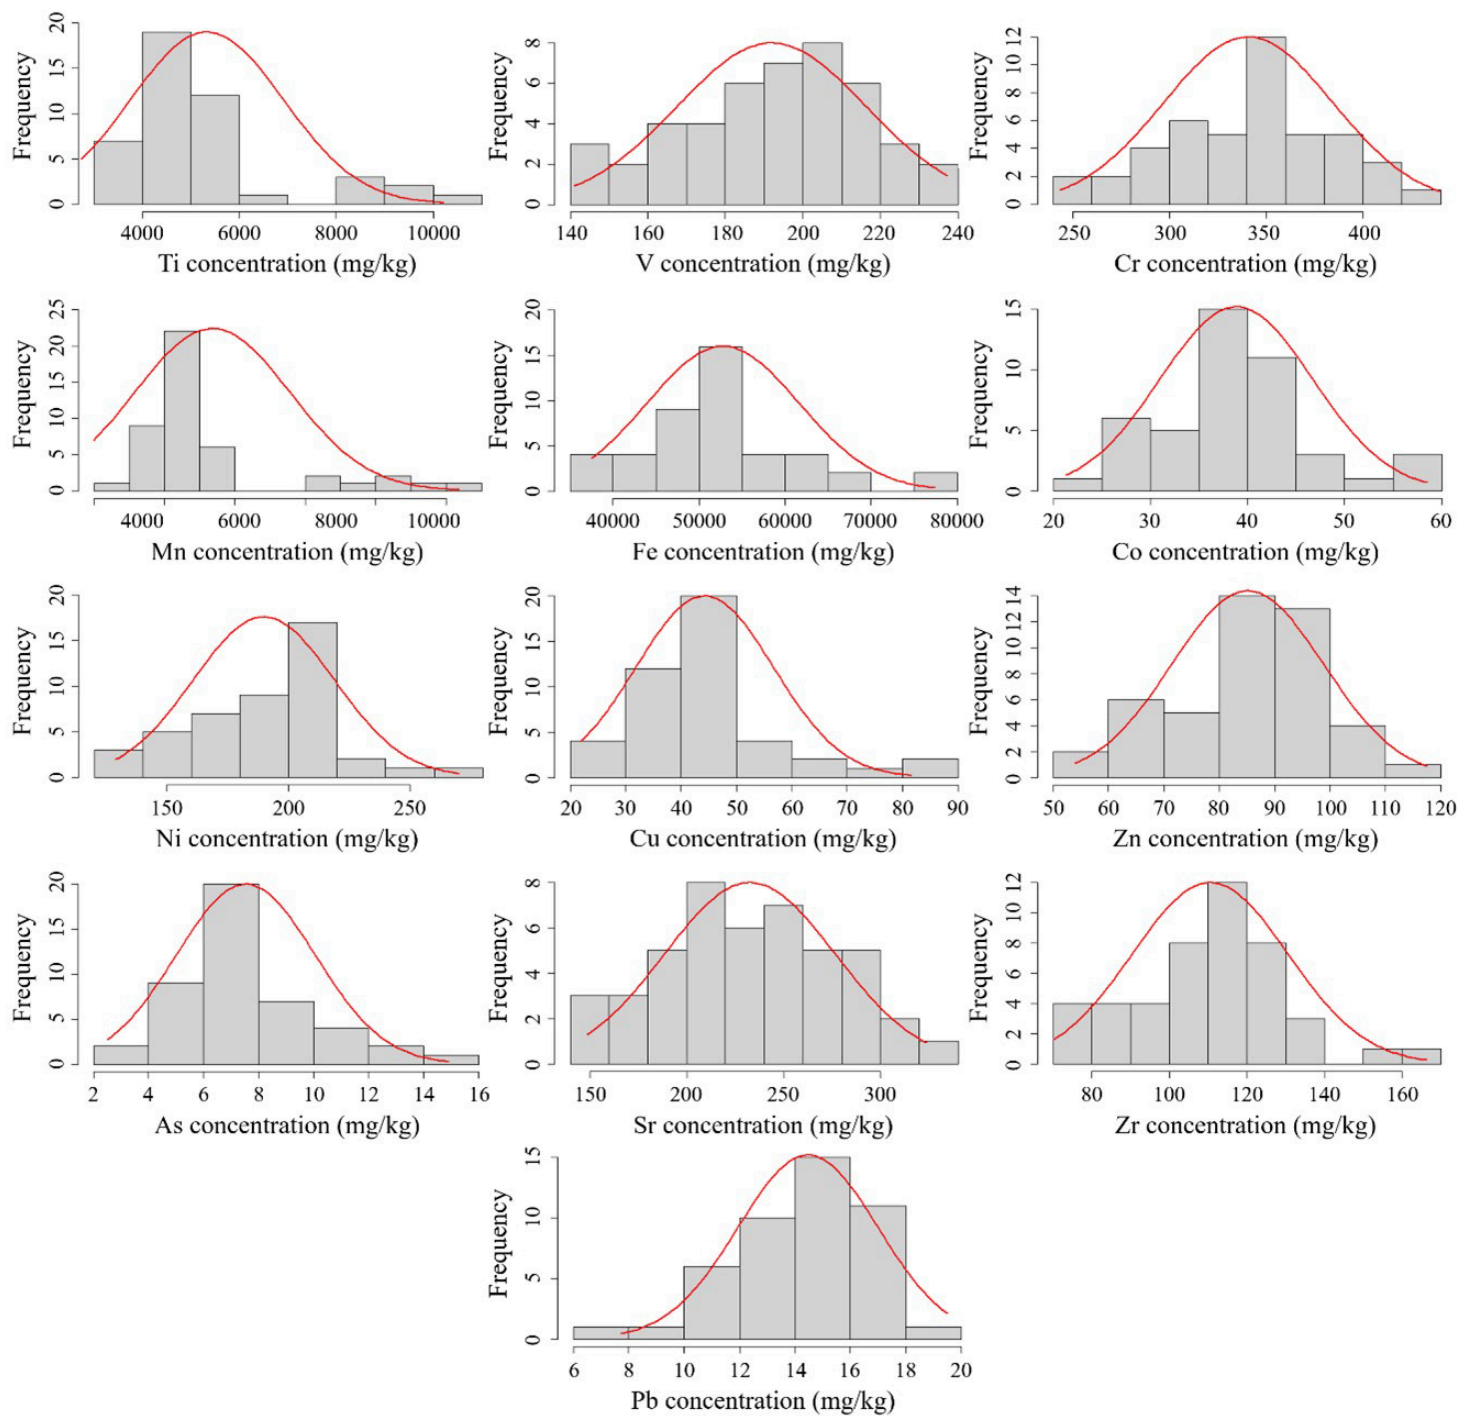 Frequency
0 5 10 15 20
4000 6000 8000 10000
Ti concentration (mg/kg)
Frequency
0 2 4 6 8
140 160 180 200 220 240
V concentration (mg/kg)
Frequency
0 2 4 6 8 10 12
250 300 350 400
Cr concentration (mg/kg)
Frequency
0 5 10 15 20 25
4000 6000 8000 10000
Mn concentration (mg/kg)
Frequency
0 5 10 15 20
40000 50000 60000 70000 80000
Fe concentration (mg/kg)
Frequency
0 5 10 15
20 30 40 50 60
Co concentration (mg/kg)
Frequency
0 5 10 15 20
150 200 250
Ni concentration (mg/kg)
Frequency
0 5 10 15 20
20 30 40 50 60 70 80 90
Cu concentration (mg/kg)
Frequency
0 2 4 6 8 10 12 14
50 60 70 80 90 100 110 120
Zn concentration (mg/kg)
Frequency
0 5 10 15 20
2 4 6 8 10 12 14 16
As concentration (mg/kg)
Frequency
0 2 4 6 8
150 200 250 300
Sr concentration (mg/kg)
Frequency
0 2 4 6 8 10 12
80 100 120 140 160
Zr concentration (mg/kg)
Frequency
0 5 10 15
6 8 10 12 14 16 18 20
Pb concentration (mg/kg)